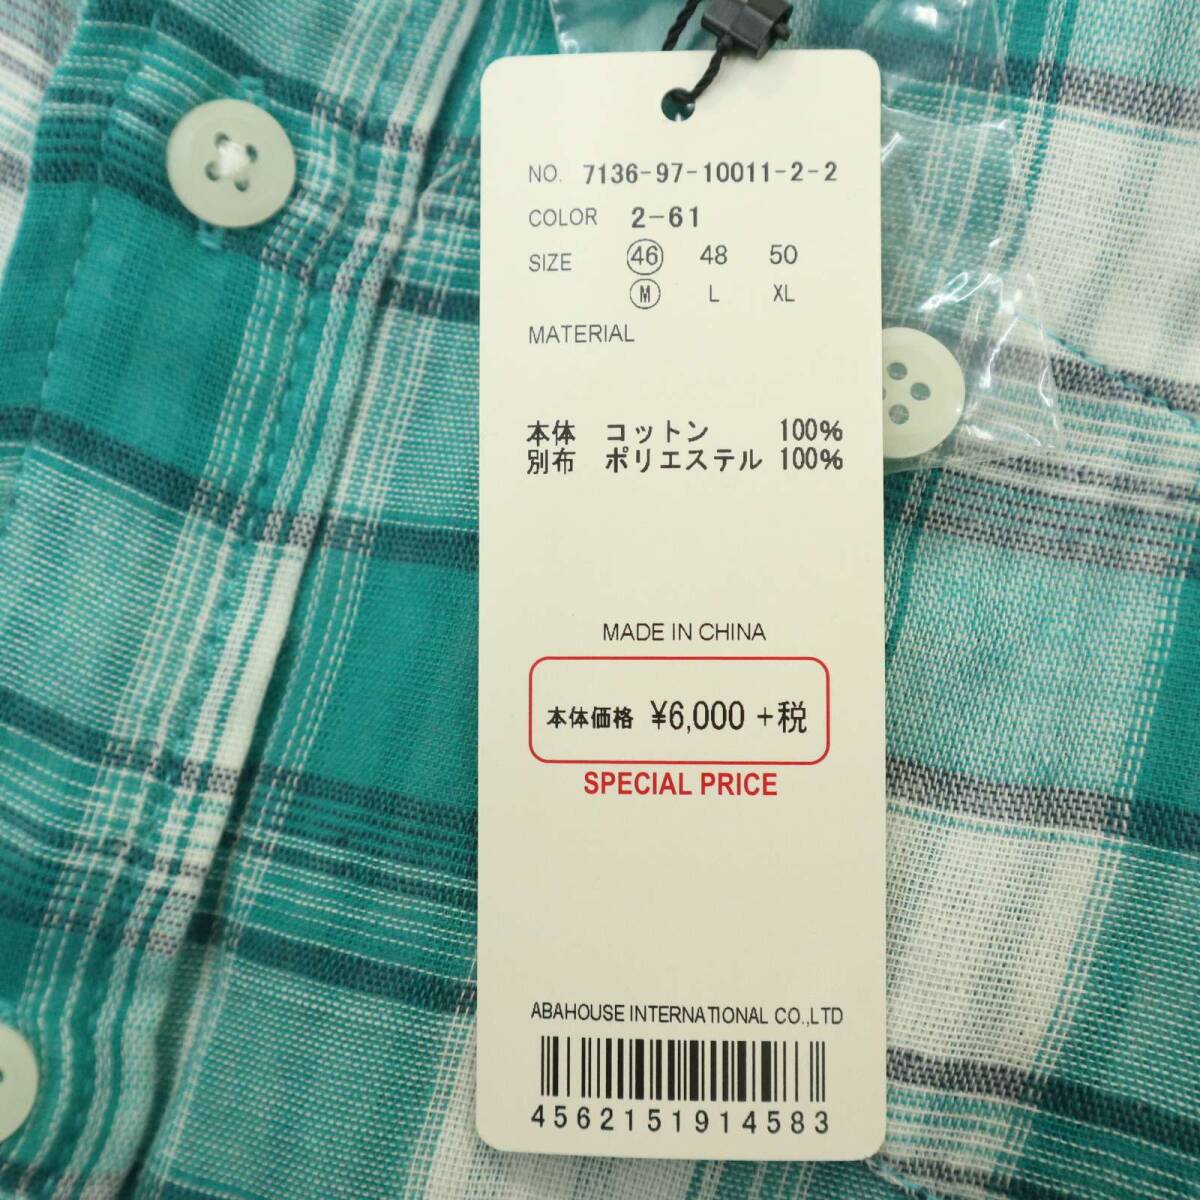 NO. 7136-97-10011-2-2
COLOR 2-61
SIZE 46 48 50
M L XL
MATERIAL
本体 コットン 100%
別布 ポリエステル 100%
MADE IN CHINA
本体価格 ¥6,000 +税
SPECIAL PRICE
ABAHOUSE INTERNATIONAL CO.,LTD
4562151914583